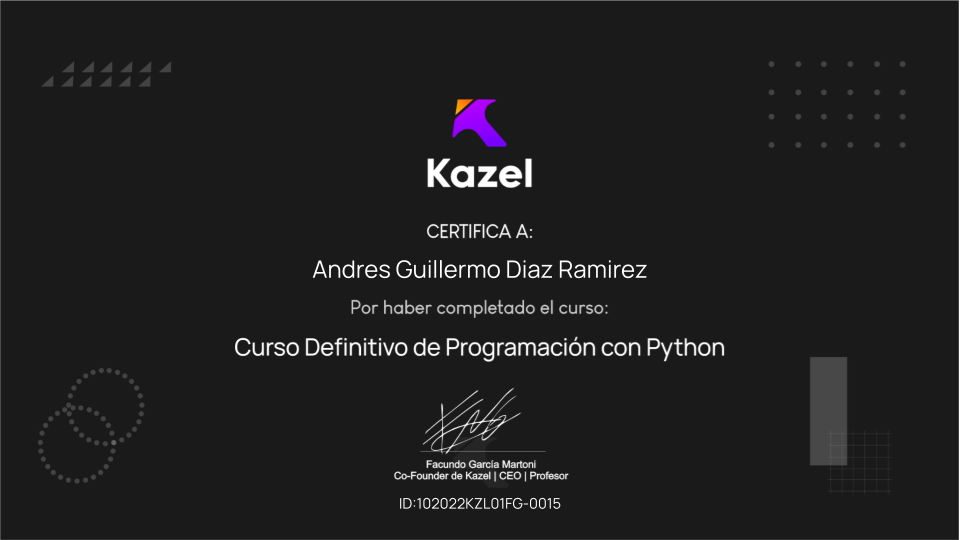 Kazel
CERTIFICA A:
Andres Guillermo Diaz Ramirez
Por haber completado el curso:
Curso Definitivo de Programación con Python
Facundo García Martoni
Co-Founder de Kazel | CEO | Profesor
ID:102022KZL01FG-0015